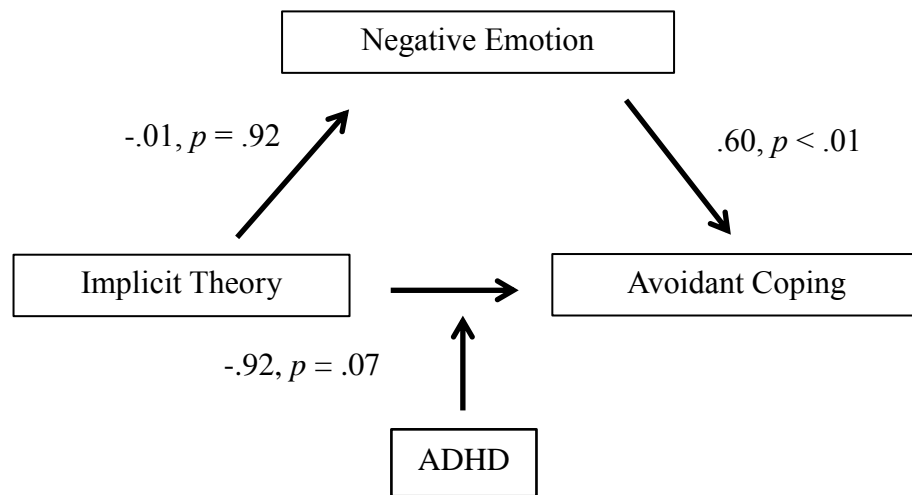 Negative Emotion
-.01, p = .92
.60, p < .01
Implicit Theory
Avoidant Coping
-.92, p = .07
ADHD